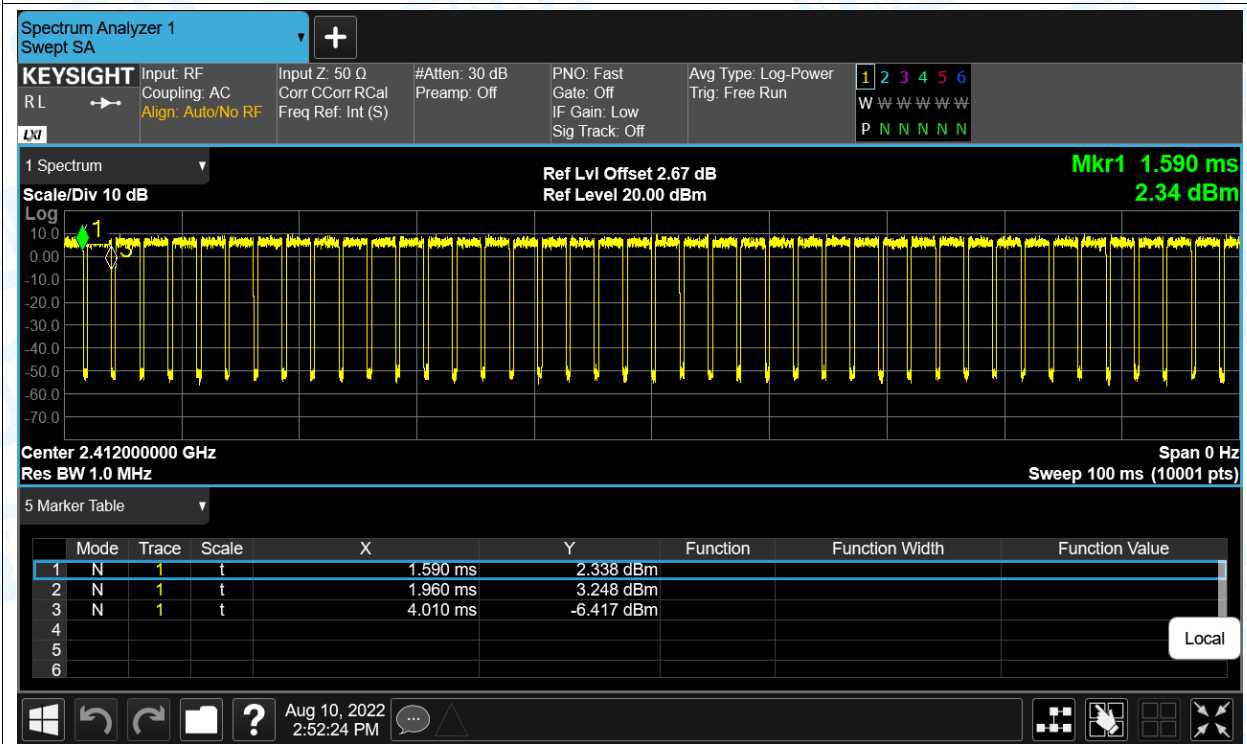 Spectrum Analyzer 1
Swept SA
KEYSIGHT
R L
LXI
Input: RF
Coupling: AC
Align: Auto/No RF
Input Z: 50 Ω
Corr CCorr RCal
Freq Ref: Int (S)
#Atten: 30 dB
Preamp: Off
PNO: Fast
Gate: Off
IF Gain: Low
Sig Track: Off
Avg Type: Log-Power
Trig: Free Run
1 2 3 4 5 6
W W W W W W
P N N N N N
1 Spectrum
Scale/Div 10 dB
Ref Lvl Offset 2.67 dB
Ref Level 20.00 dBm
Mkr1 1.590 ms
2.34 dBm
Log
10.0
0.00
-10.0
-20.0
-30.0
-40.0
-50.0
-60.0
-70.0
1
3
Center 2.412000000 GHz
Res BW 1.0 MHz
Span 0 Hz
Sweep 100 ms (10001 pts)
5 Marker Table
Mode Trace Scale X Y Function Function Width Function Value
1 N 1 t 1.590 ms 2.338 dBm
2 N 1 t 1.960 ms 3.248 dBm
3 N 1 t 4.010 ms -6.417 dBm
4
5
6
Local
?
Aug 10, 2022
2:52:24 PM